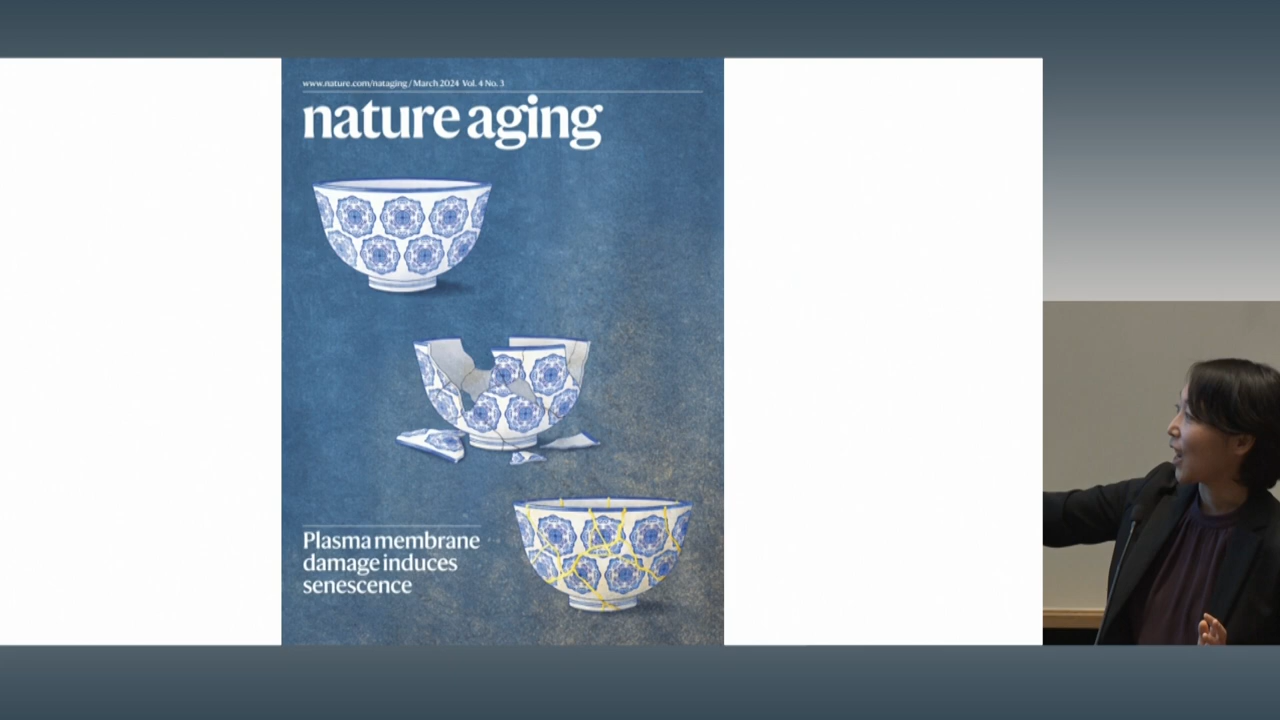 www.nature.com/nataging / March 2024 Vol. 4 No. 3
nature aging
Plasma membrane
damage induces
senescence